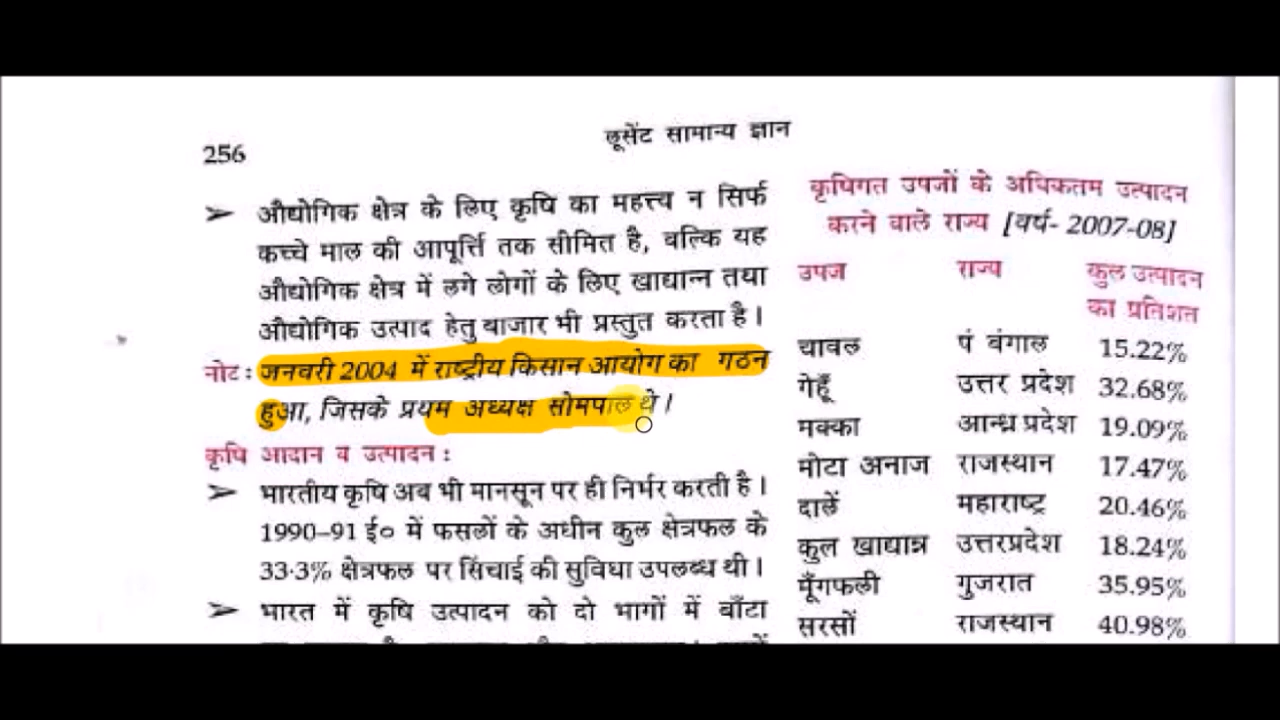 256
लूसेंट सामान्य ज्ञान
➢ औद्योगिक क्षेत्र के लिए कृषि का महत्त्व न सिर्फ
कच्चे माल की आपूर्त्ति तक सीमित है, बल्कि यह
औद्योगिक क्षेत्र में लगे लोगों के लिए खाद्यान्न तथा
औद्योगिक उत्पाद हेतु बाजार भी प्रस्तुत करता है।
नोट : जनवरी 2004 में राष्ट्रीय किसान आयोग का गठन
हुआ, जिसके प्रथम अध्यक्ष सोमपाल थे।
कृषि आदान व उत्पादन :
➢ भारतीय कृषि अब भी मानसून पर ही निर्भर करती है।
1990–91 ई० में फसलों के अधीन कुल क्षेत्रफल के
33·3% क्षेत्रफल पर सिंचाई की सुविधा उपलब्ध थी।
➢ भारत में कृषि उत्पादन को दो भागों में बाँटा
कृषिगत उपजों के अधिकतम उत्पादन
करने वाले राज्य [वर्ष- 2007-08]
उपज राज्य कुल उत्पादन
का प्रतिशत
चावल पं बंगाल 15.22%
गेहूँ उत्तर प्रदेश 32.68%
मक्का आन्ध्र प्रदेश 19.09%
मोटा अनाज राजस्थान 17.47%
दालें महाराष्ट्र 20.46%
कुल खाद्यान्न उत्तरप्रदेश 18.24%
मूँगफली गुजरात 35.95%
सरसों राजस्थान 40.98%